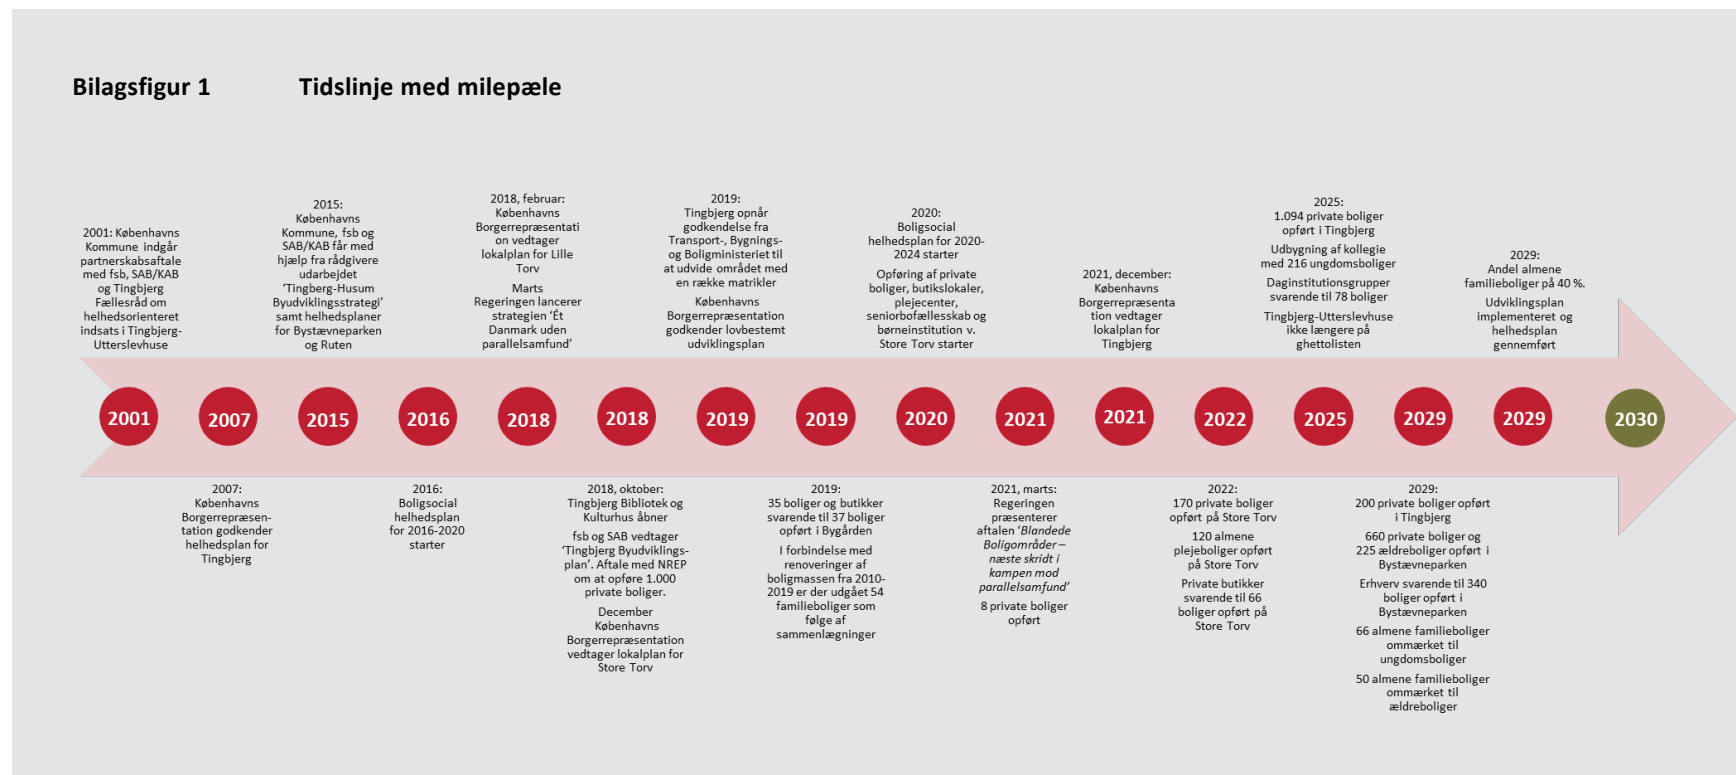 Bilagsfigur 1 Tidslinje med milepæle
2001: Københavns
Kommune indgår
partnerskabsaftale
med fsb, SAB/KAB
og Tingbjerg
Fællesråd om
helhedsorienteret
indsats i Tingbjerg-
Utterslevhuse
2015:
Københavns
Kommune, fsb og
SAB/KAB får med
hjælp fra rådgivere
udarbejdet
‘Tingberg-Husum
Byudviklingsstrategi’
samt helhedsplaner
for Bystævneparken
og Ruten
2018, februar:
Københavns
Borgerrepræsentati
on vedtager
lokalplan for Lille
Torv
Marts
Regeringen lancerer
strategien ‘Ét
Danmark uden
parallelsamfund’
2019:
Tingbjerg opnår
godkendelse fra
Transport-, Bygnings-
og Boligministeriet til
at udvide området med
en række matrikler
Københavns
Borgerrepræsentation
godkender lovbestemt
udviklingsplan
2020:
Boligsocial
helhedsplan for 2020-
2024 starter
Opføring af private
boliger, butikslokaler,
plejecenter,
seniorbofællesskab og
børneinstitution v.
Store Torv starter
2021, december:
Københavns
Borgerrepræsenta
tion vedtager
lokalplan for
Tingbjerg
2025:
1.094 private boliger
opført i Tingbjerg
Udbygning af kollegie
med 216 ungdomsboliger
Daginstitutionsgrupper
svarende til 78 boliger
Tingbjerg-Utterslevhuse
ikke længere på
ghettolisten
2029:
Andel almene
familieboliger på 40 %.
Udviklingsplan
implementeret og
helhedsplan
gennemført
2001 2007 2015 2016 2018 2018 2019 2019 2020 2021 2021 2022 2025 2029 2029 2030
2007:
Københavns
Borgerrepræsen-
tation godkender
helhedsplan for
Tingbjerg
2016:
Boligsocial
helhedsplan
for 2016-2020
starter
2018, oktober:
Tingbjerg Bibliotek og
Kulturhus åbner
fsb og SAB vedtager
‘Tingbjerg Byudviklings-
plan’. Aftale med NREP
om at opføre 1.000
private boliger.
December
Københavns
Borgerrepræsentation
vedtager lokalplan for
Store Torv
2019:
35 boliger og butikker
svarende til 37 boliger
opført i Bygården
I forbindelse med
renoveringer af
boligmassen fra 2010-
2019 er der udgået 54
familieboliger som
følge af
sammenlægninger
2021, marts:
Regeringen
præsenterer
aftalen ‘Blandede
Boligområder –
næste skridt i
kampen mod
parallelsamfund’
8 private boliger
opført
2022:
170 private boliger
opført på Store Torv
120 almene
plejeboliger opført
på Store Torv
Private butikker
svarende til 66
boliger opført på
Store Torv
2029:
200 private boliger opført
i Tingbjerg
660 private boliger og
225 ældreboliger opført i
Bystævneparken
Erhverv svarende til 340
boliger opført i
Bystævneparken
66 almene familieboliger
ommærket til
ungdomsboliger
50 almene familieboliger
ommærket til
ældreboliger